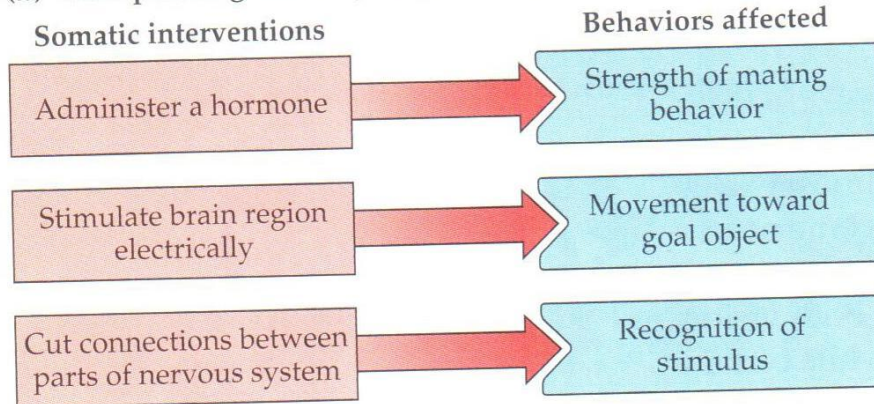 Somatic interventions
Behaviors affected
Administer a hormone
Strength of mating
behavior
Stimulate brain region
electrically
Movement toward
goal object
Cut connections between
parts of nervous system
Recognition of
stimulus